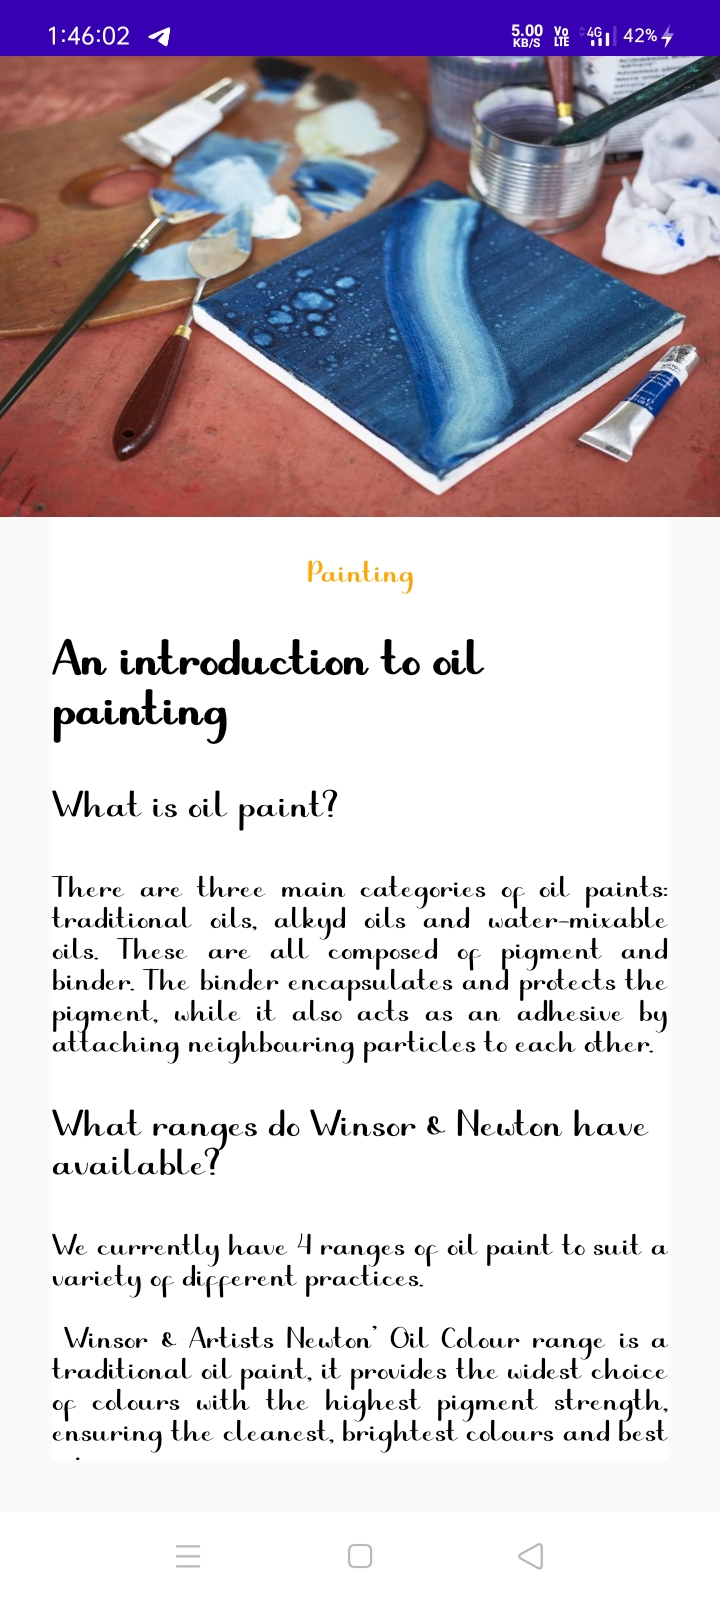 1:46:02
5.00 KB/S Vo LTE 4G 42%
Painting
An introduction to oil
painting
What is oil paint?
There are three main categories of oil paints:
traditional oils, alkyd oils and water-mixable
oils. These are all composed of pigment and
binder. The binder encapsulates and protects the
pigment, while it also acts as an adhesive by
attaching neighbouring particles to each other.
What ranges do Winsor & Newton have
available?
We currently have 4 ranges of oil paint to suit a
variety of different practices.
Winsor & Artists Newton' Oil Colour range is a
traditional oil paint, it provides the widest choice
of colours with the highest pigment strength,
ensuring the cleanest, brightest colours and best